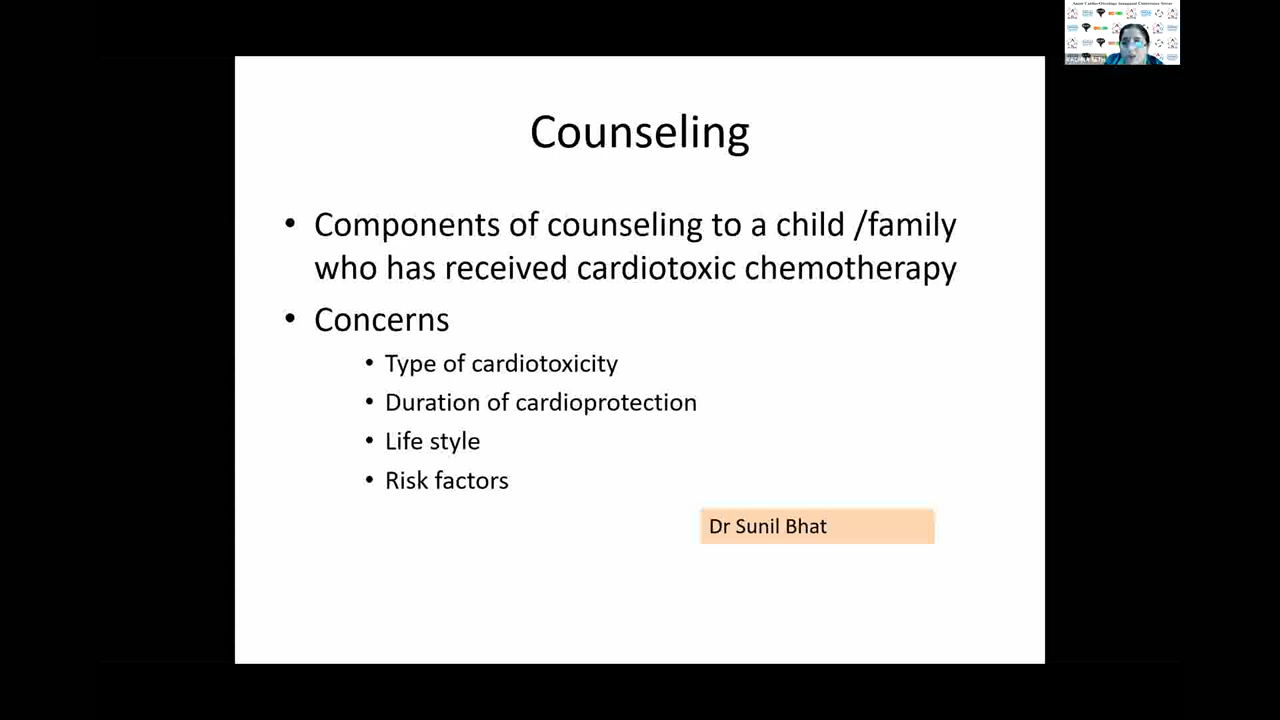 Counseling
• Components of counseling to a child /family
who has received cardiotoxic chemotherapy
• Concerns
• Type of cardiotoxicity
• Duration of cardioprotection
• Life style
• Risk factors
Dr Sunil Bhat